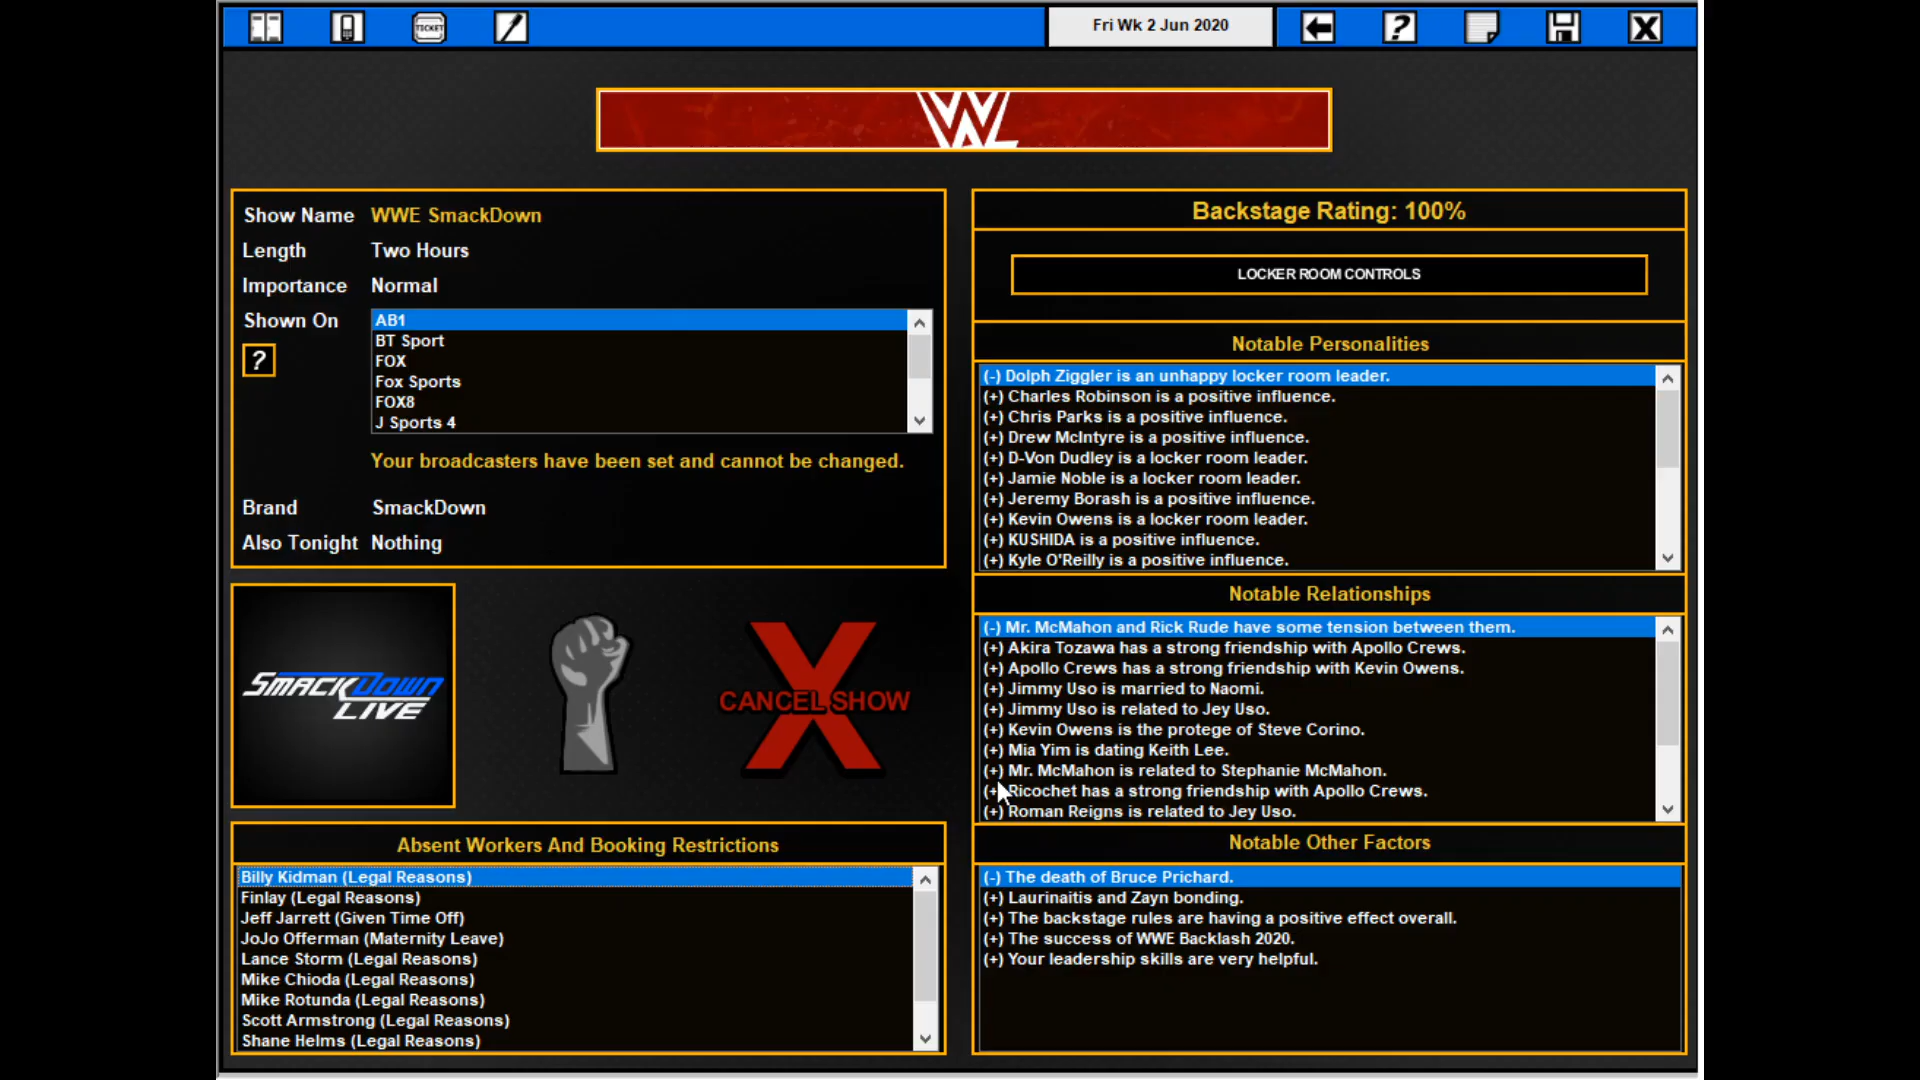 TICKET
Fri Wk 2 Jun 2020
?
X
Show Name WWE SmackDown
Length Two Hours
Importance Normal
Shown On
?
AB1
BT Sport
FOX
Fox Sports
FOX8
J Sports 4
Your broadcasters have been set and cannot be changed.
Brand SmackDown
Also Tonight Nothing
SMACKDOWN
LIVE
CANCEL SHOW
Absent Workers And Booking Restrictions
Billy Kidman (Legal Reasons)
Finlay (Legal Reasons)
Jeff Jarrett (Given Time Off)
JoJo Offerman (Maternity Leave)
Lance Storm (Legal Reasons)
Mike Chioda (Legal Reasons)
Mike Rotunda (Legal Reasons)
Scott Armstrong (Legal Reasons)
Shane Helms (Legal Reasons)
Backstage Rating: 100%
LOCKER ROOM CONTROLS
Notable Personalities
(-) Dolph Ziggler is an unhappy locker room leader.
(+) Charles Robinson is a positive influence.
(+) Chris Parks is a positive influence.
(+) Drew McIntyre is a positive influence.
(+) D-Von Dudley is a locker room leader.
(+) Jamie Noble is a locker room leader.
(+) Jeremy Borash is a positive influence.
(+) Kevin Owens is a locker room leader.
(+) KUSHIDA is a positive influence.
(+) Kyle O'Reilly is a positive influence.
Notable Relationships
(-) Mr. McMahon and Rick Rude have some tension between them.
(+) Akira Tozawa has a strong friendship with Apollo Crews.
(+) Apollo Crews has a strong friendship with Kevin Owens.
(+) Jimmy Uso is married to Naomi.
(+) Jimmy Uso is related to Jey Uso.
(+) Kevin Owens is the protege of Steve Corino.
(+) Mia Yim is dating Keith Lee.
(+) Mr. McMahon is related to Stephanie McMahon.
(+) Ricochet has a strong friendship with Apollo Crews.
(+) Roman Reigns is related to Jey Uso.
Notable Other Factors
(-) The death of Bruce Prichard.
(+) Laurinaitis and Zayn bonding.
(+) The backstage rules are having a positive effect overall.
(+) The success of WWE Backlash 2020.
(+) Your leadership skills are very helpful.